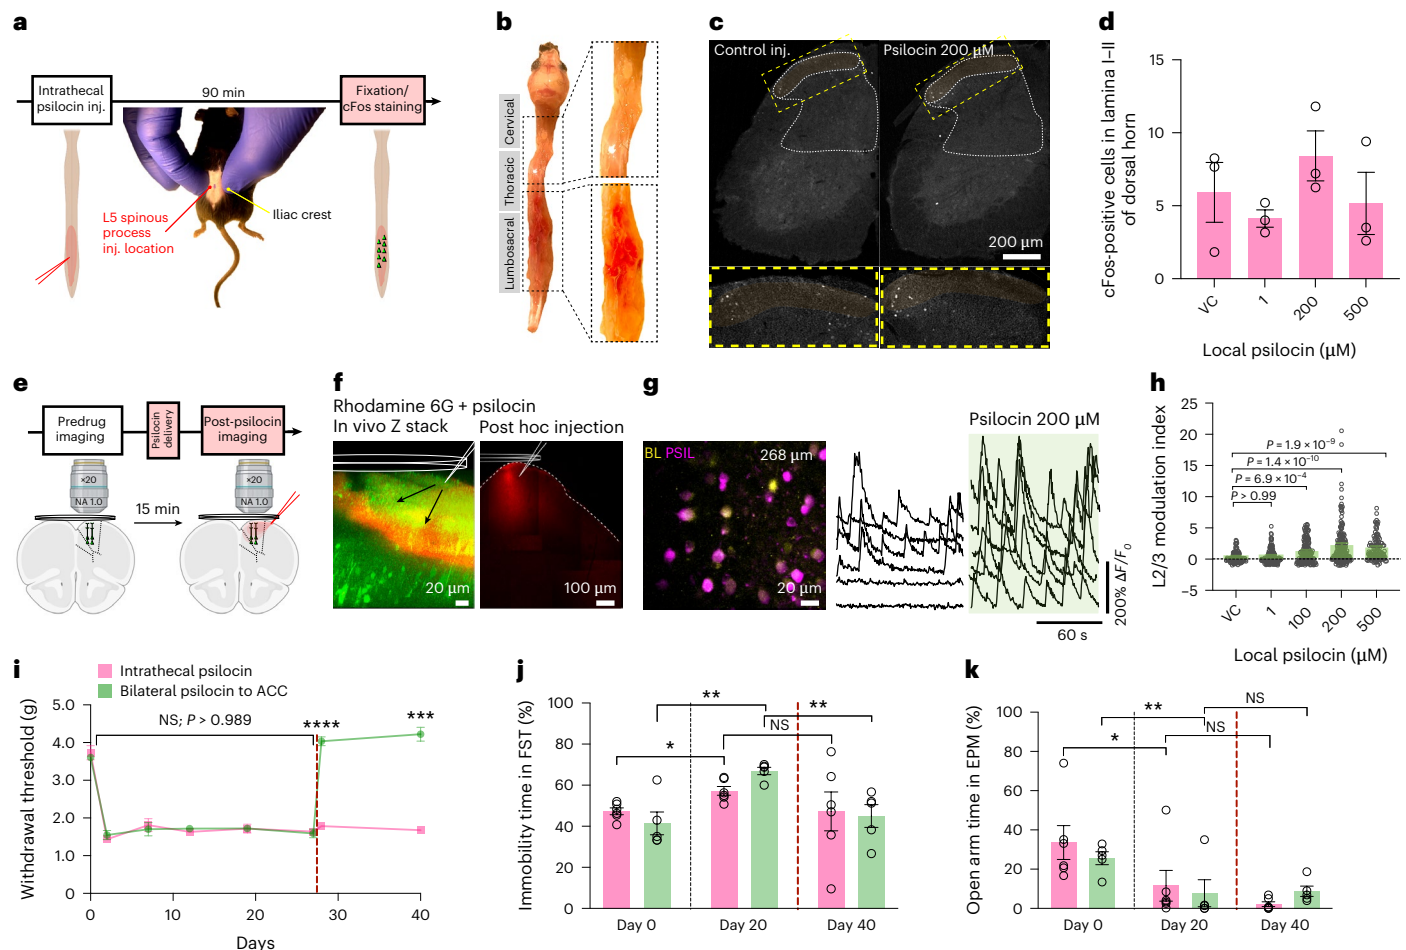 a
Intrathecal
psilocin inj.
90 min
Fixation/
cFos staining
L5 spinous
process
inj. location
Iliac crest
b
Cervical
Thoracic
Lumbosacral
c
Control inj.
Psilocin 200 µM
200 µm
d
cFos-positive cells in lamina I–II
of dorsal horn
15
10
5
0
VC
1
200
500
Local psilocin (µM)
e
Predrug
imaging
Psilocin
delivery
Post-psilocin
imaging
×20
NA 1.0
15 min
×20
NA 1.0
f
Rhodamine 6G + psilocin
In vivo Z stack
Post hoc injection
20 µm
100 µm
g
BL PSIL
268 µm
20 µm
Psilocin 200 µM
200% ΔF/F0
60 s
h
L2/3 modulation index
25
20
15
10
5
0
−5
P = 1.9 × 10−9
P = 1.4 × 10−10
P = 6.9 × 10−4
P > 0.99
VC
1
100
200
500
Local psilocin (µM)
i
Intrathecal psilocin
Bilateral psilocin to ACC
Withdrawal threshold (g)
5.0
4.0
3.0
2.0
1.0
0
NS; P > 0.989
****
***
0
10
20
30
40
Days
j
Immobility time in FST (%)
100
80
60
40
20
0
**
**
NS
*
Day 0
Day 20
Day 40
k
Open arm time in EPM (%)
100
80
60
40
20
0
NS
**
NS
*
Day 0
Day 20
Day 40